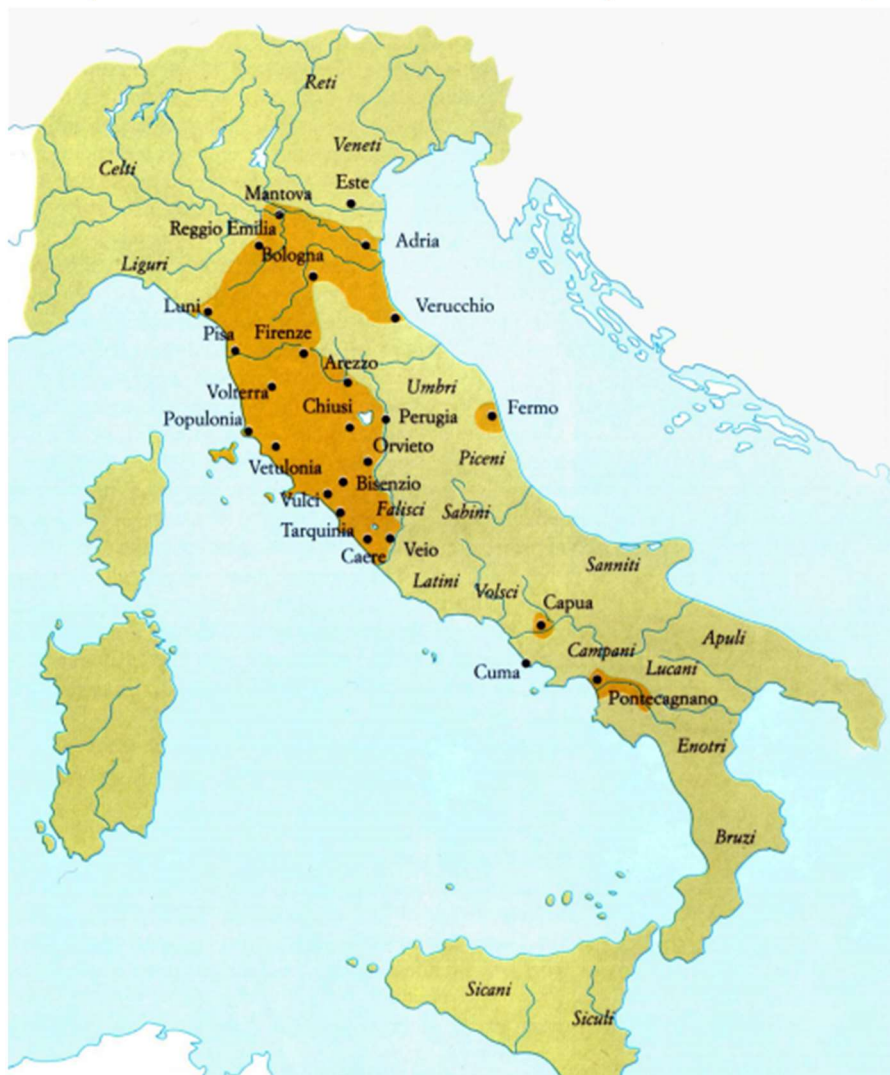 Reti
Veneti
Celti
Este
Mantova
Reggio Emilia
Adria
Bologna
Liguri
Luni
Verucchio
Pisa
Firenze
Arezzo
Umbri
Volterra
Chiusi
Fermo
Populonia
Perugia
Orvieto
Piceni
Vetulonia
Bisenzio
Vulci
Falisci
Sabini
Tarquinia
Caere
Veio
Sanniti
Latini
Volsci
Capua
Apuli
Campani
Lucani
Cuma
Pontecagnano
Enotri
Bruzi
Sicani
Siculi